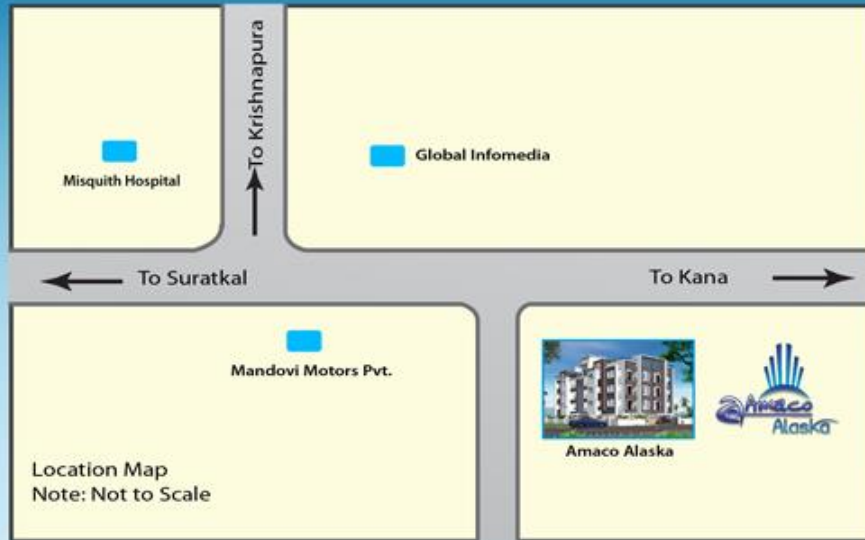 To Krishnapura
Misquith Hospital
Global Infomedia
To Suratkal
To Kana
Mandovi Motors Pvt.
Amaco
Alaska
Amaco Alaska
Location Map
Note: Not to Scale